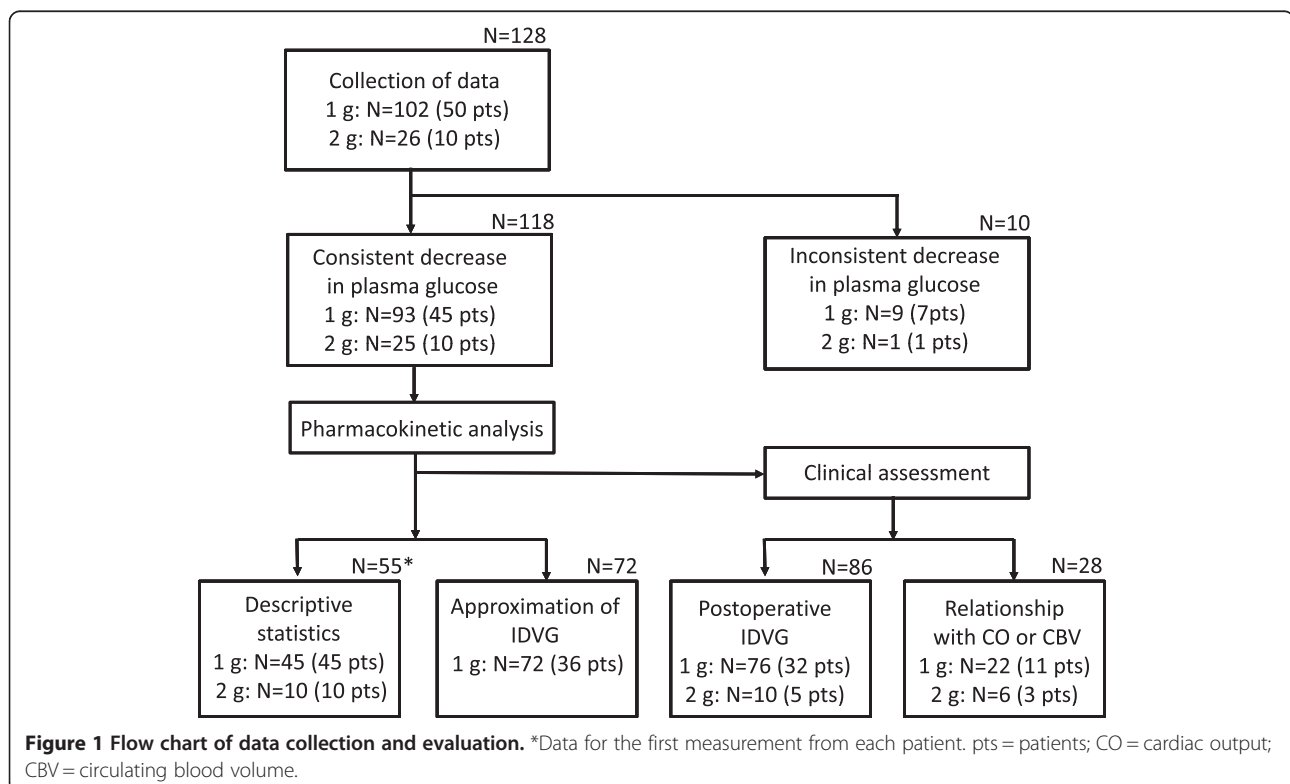 N=128
Collection of data
1 g: N=102 (50 pts)
2 g: N=26 (10 pts)
N=118
Consistent decrease
in plasma glucose
1 g: N=93 (45 pts)
2 g: N=25 (10 pts)
N=10
Inconsistent decrease
in plasma glucose
1 g: N=9 (7pts)
2 g: N=1 (1 pts)
Pharmacokinetic analysis
Clinical assessment
N=55*
Descriptive
statistics
1 g: N=45 (45 pts)
2 g: N=10 (10 pts)
N=72
Approximation of
IDVG
1 g: N=72 (36 pts)
N=86
Postoperative
IDVG
1 g: N=76 (32 pts)
2 g: N=10 (5 pts)
N=28
Relationship
with CO or CBV
1 g: N=22 (11 pts)
2 g: N=6 (3 pts)
Figure 1 Flow chart of data collection and evaluation. *Data for the first measurement from each patient. pts = patients; CO = cardiac output;
CBV = circulating blood volume.